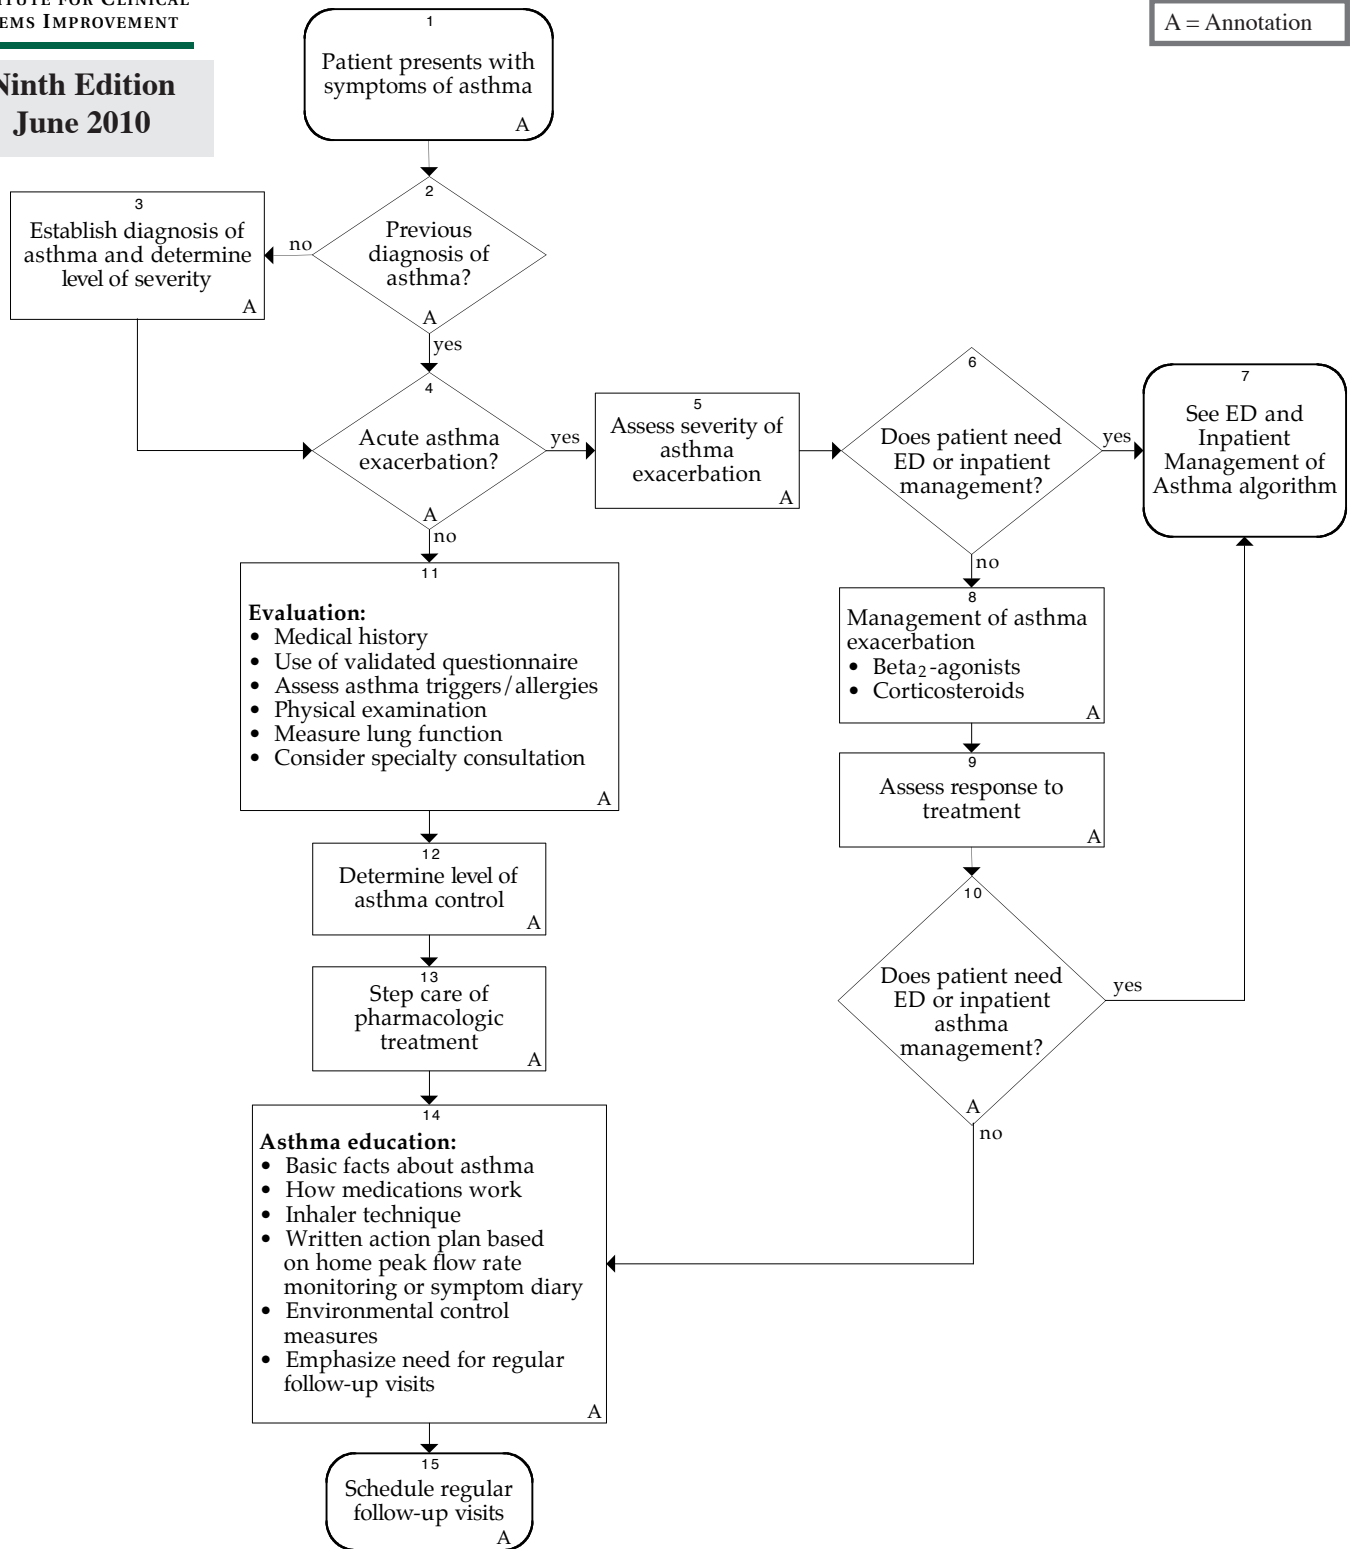 EMS IMPROVEMENT
Ninth Edition
June 2010
A = Annotation
1
Patient presents with
symptoms of asthma
A
2
Previous
diagnosis of
asthma?
A
no
yes
3
Establish diagnosis of
asthma and determine
level of severity
A
4
Acute asthma
exacerbation?
A
yes
no
5
Assess severity of
asthma
exacerbation
A
6
Does patient need
ED or inpatient
management?
yes
no
7
See ED and
Inpatient
Management of
Asthma algorithm
8
Management of asthma
exacerbation
• Beta2-agonists
• Corticosteroids
A
9
Assess response to
treatment
A
10
Does patient need
ED or inpatient
asthma
management?
A
yes
no
11
Evaluation:
• Medical history
• Use of validated questionnaire
• Assess asthma triggers/allergies
• Physical examination
• Measure lung function
• Consider specialty consultation
A
12
Determine level of
asthma control
A
13
Step care of
pharmacologic
treatment
A
14
Asthma education:
• Basic facts about asthma
• How medications work
• Inhaler technique
• Written action plan based
on home peak flow rate
monitoring or symptom diary
• Environmental control
measures
• Emphasize need for regular
follow-up visits
A
15
Schedule regular
follow-up visits
A